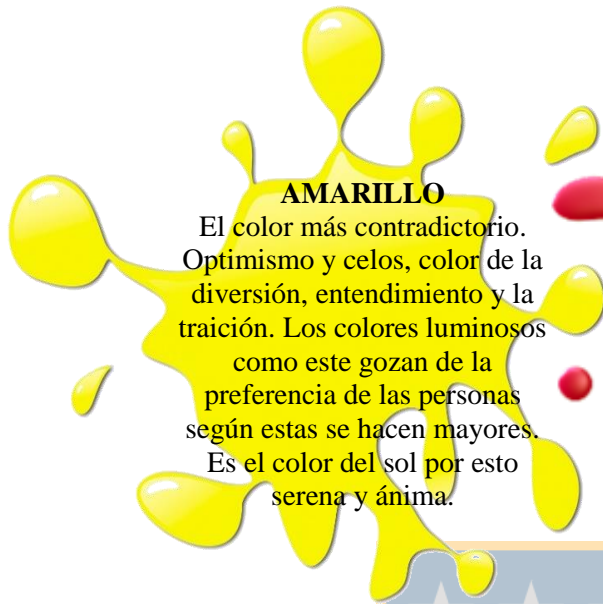 AMARILLO
El color más contradictorio.
Optimismo y celos, color de la
diversión, entendimiento y la
traición. Los colores luminosos
como este gozan de la
preferencia de las personas
según estas se hacen mayores.
Es el color del sol por esto
serena y ánima.